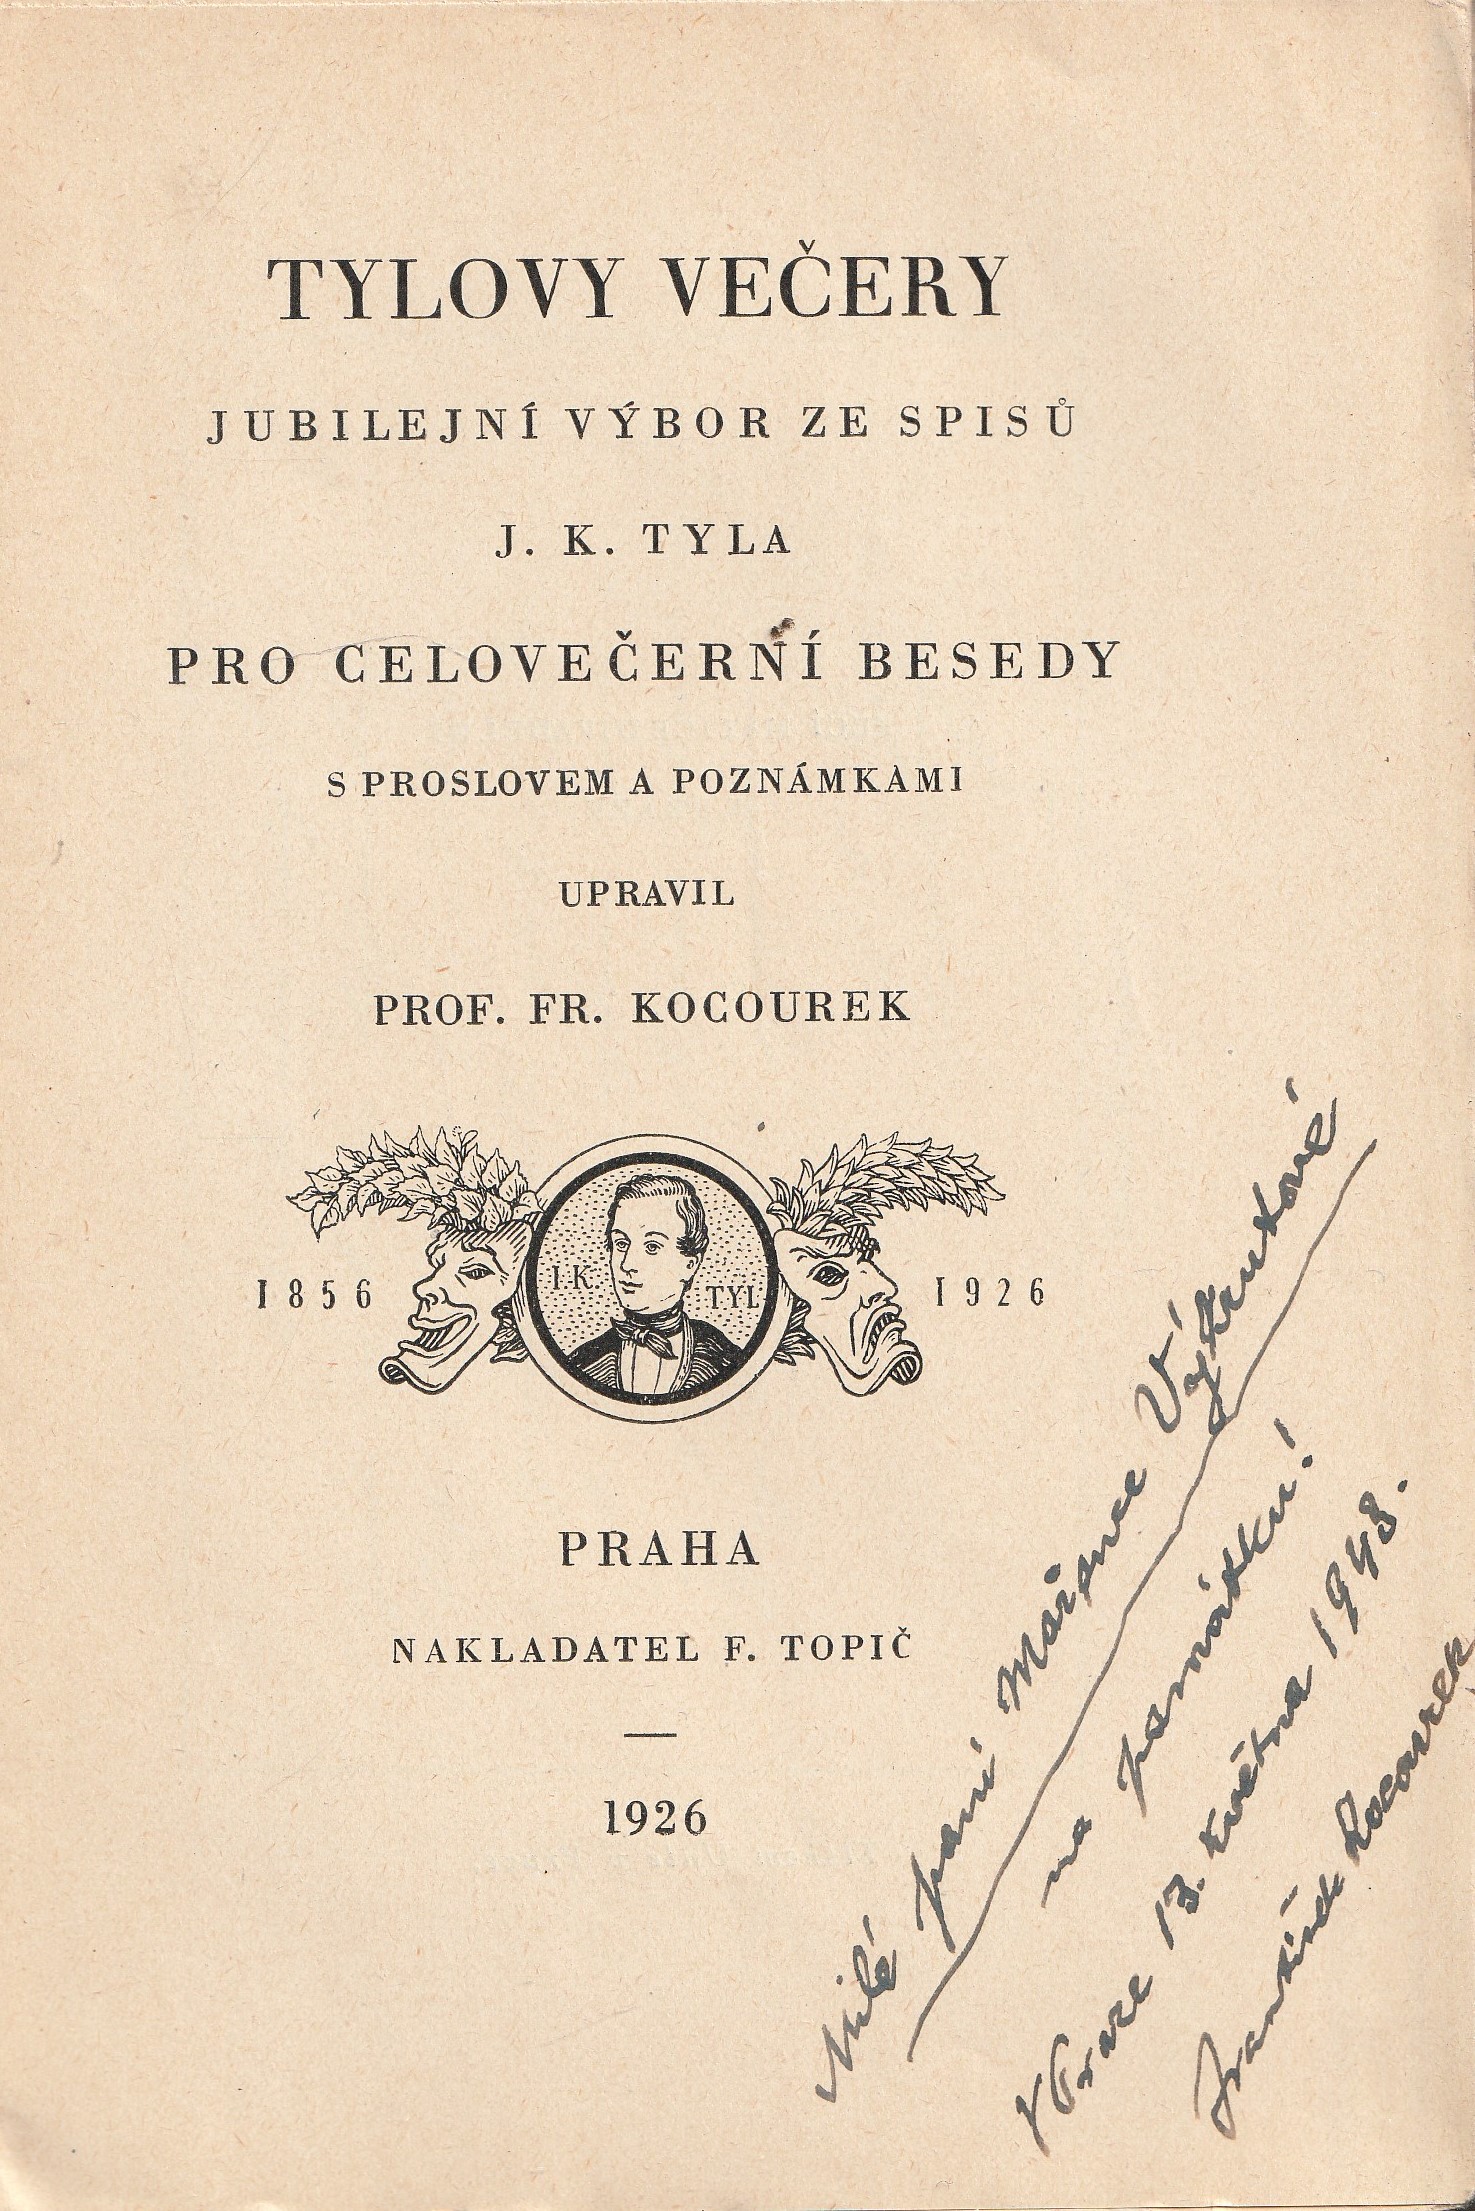 TYLOVY VEČERY
JUBILEJNÍ VÝBOR ZE SPISŮ
J. K. TYLA
PRO CELOVEČERNÍ BESEDY
S PROSLOVEM A POZNÁMKAMI
UPRAVIL
PROF. FR. KOCOUREK
1856
I.K.
TYL
1926
PRAHA
NAKLADATEL F. TOPIČ
1926
Milé paní Mařence
na památku!
V Praze 13. května 1948.
František Kocourek